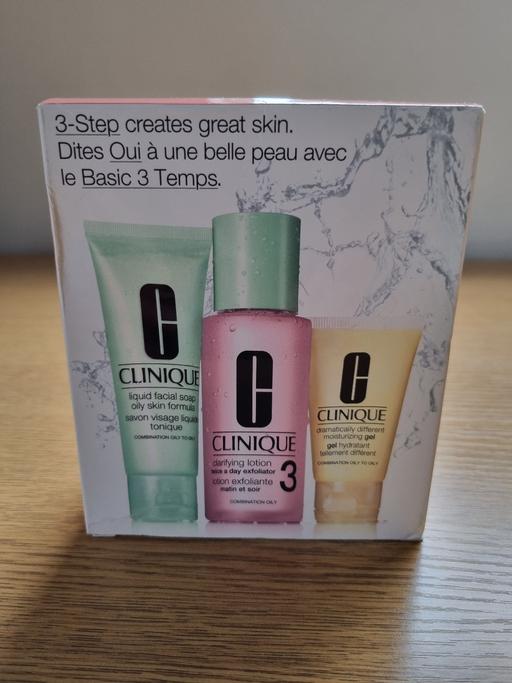 3-Step creates great skin.
Dites Oui à une belle peau avec
le Basic 3 Temps.
CLINIQUE
liquid facial soap
oily skin formula
savon visage liquide
tonique
COMBINATION OILY TO OILY
CLINIQUE
clarifying lotion
twice a day exfoliator
lotion exfoliante
matin et soir
3
COMBINATION OILY
CLINIQUE
dramatically different
moisturizing gel
gel hydratant
tellement différent
COMBINATION OILY TO OILY